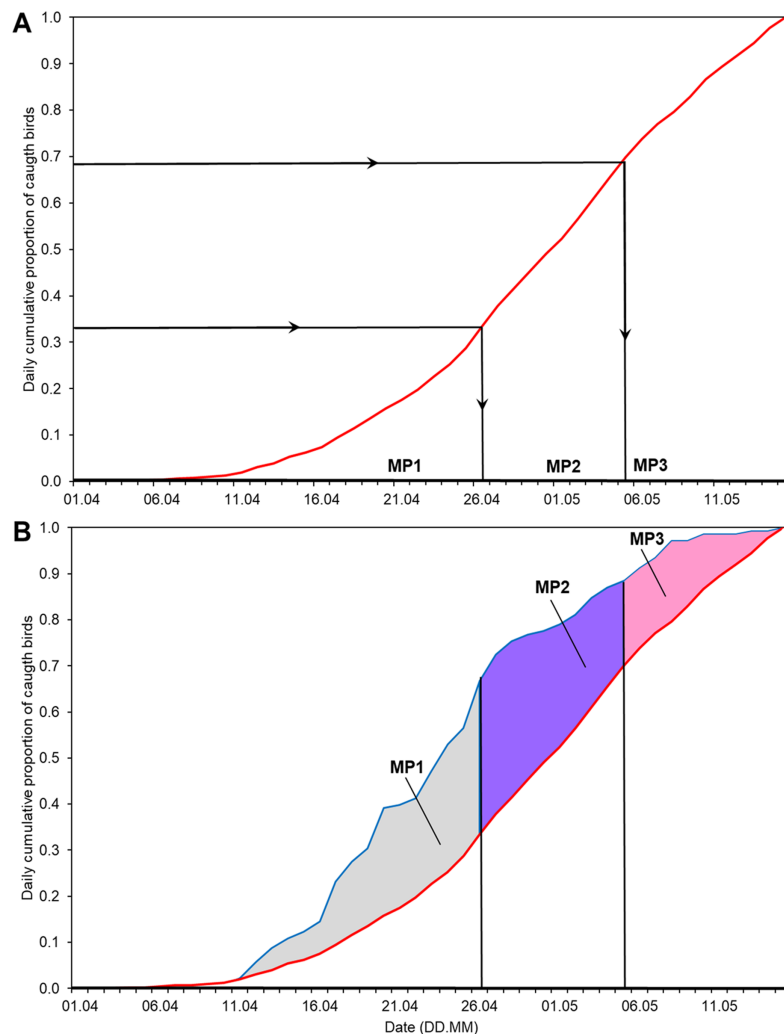 A
Daily cumulative proportion of caugth birds
1.0
0.9
0.8
0.7
0.6
0.5
0.4
0.3
0.2
0.1
0.0
MP1 MP2 MP3
01.04 06.04 11.04 16.04 21.04 26.04 01.05 06.05 11.05
B
Daily cumulative proportion of caugth birds
1.0
0.9
0.8
0.7
0.6
0.5
0.4
0.3
0.2
0.1
0.0
MP3
MP2
MP1
01.04 06.04 11.04 16.04 21.04 26.04 01.05 06.05 11.05
Date (DD.MM)